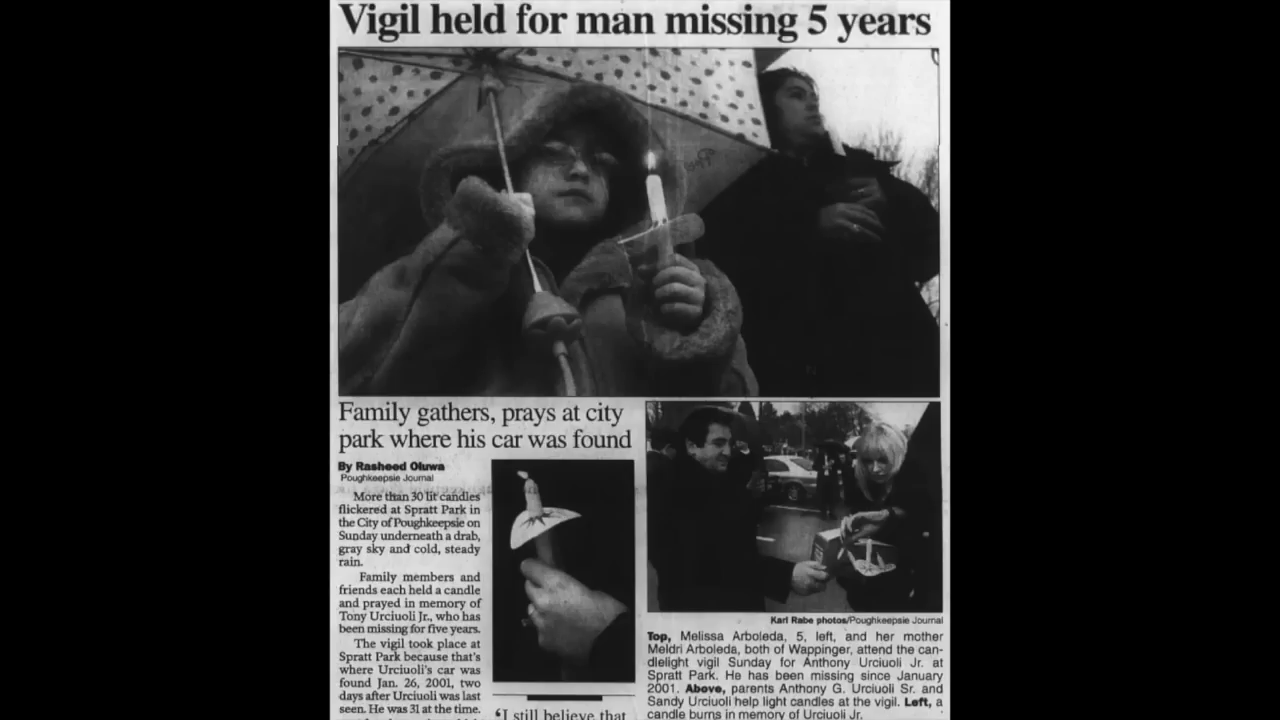 Vigil held for man missing 5 years
Family gathers, prays at city
park where his car was found
By Rasheed Oluwa
Poughkeepsie Journal
More than 30 lit candles
flickered at Spratt Park in
the City of Poughkeepsie on
Sunday underneath a drab,
gray sky and cold, steady
rain.
Family members and
friends each held a candle
and prayed in memory of
Tony Urciuoli Jr., who has
been missing for five years.
The vigil took place at
Spratt Park because that's
where Urciuoli's car was
found Jan. 26, 2001, two
days after Urciuoli was last
seen. He was 31 at the time.
‘I still believe that
Karl Rabe photos/Poughkeepsie Journal
Top, Melissa Arboleda, 5, left, and her mother
Meldri Arboleda, both of Wappinger, attend the can-
dlelight vigil Sunday for Anthony Urciuoli Jr. at
Spratt Park. He has been missing since January
2001. Above, parents Anthony G. Urciuoli Sr. and
Sandy Urciuoli help light candles at the vigil. Left, a
candle burns in memory of Urciuoli Jr.